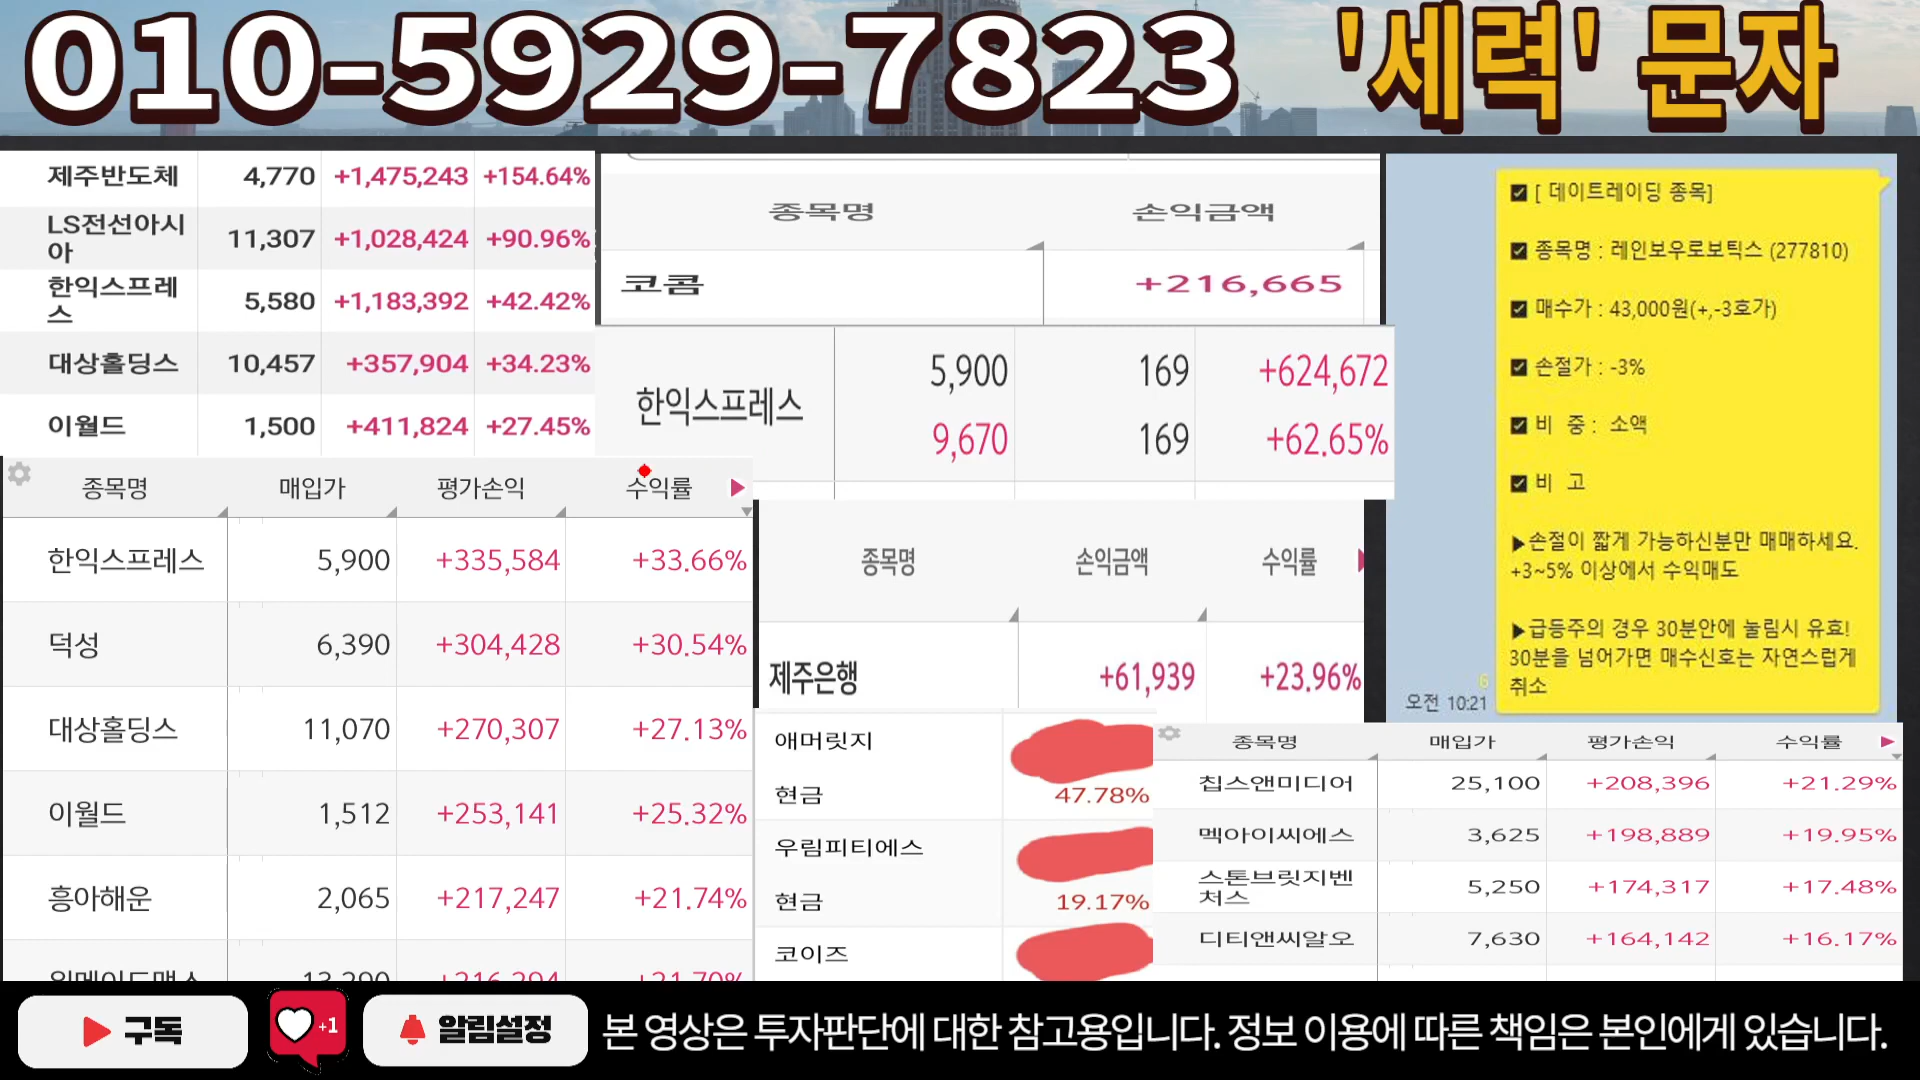 010-5929-7823 '세력' 문자
제주반도체 4,770 +1,475,243 +154.64%
LS전선아시아 11,307 +1,028,424 +90.96%
한익스프레스 5,580 +1,183,392 +42.42%
대상홀딩스 10,457 +357,904 +34.23%
이월드 1,500 +411,824 +27.45%
종목명 손익금액
코콤 +216,665
한익스프레스 5,900 169 +624,672
9,670 169 +62.65%
종목명 매입가 평가손익 수익률
한익스프레스 5,900 +335,584 +33.66%
덕성 6,390 +304,428 +30.54%
대상홀딩스 11,070 +270,307 +27.13%
이월드 1,512 +253,141 +25.32%
흥아해운 2,065 +217,247 +21.74%
종목명 손익금액 수익률
제주은행 +61,939 +23.96%
애머릿지
현금 47.78%
우림피티에스
현금 19.17%
코이즈
[ 데이트레이딩 종목]
종목명 : 레인보우로보틱스 (277810)
매수가 : 43,000원(+,-3호가)
손절가 : -3%
비 중 : 소액
비 고
▶손절이 짧게 가능하신분만 매매하세요.
+3~5% 이상에서 수익매도
▶급등주의 경우 30분안에 눌림시 유효!
30분을 넘어가면 매수신호는 자연스럽게
취소
6
오전 10:21
종목명 매입가 평가손익 수익률
칩스앤미디어 25,100 +208,396 +21.29%
멕아이씨에스 3,625 +198,889 +19.95%
스톤브릿지벤처스 5,250 +174,317 +17.48%
디티앤씨알오 7,630 +164,142 +16.17%
구독
+1
알림설정
본 영상은 투자판단에 대한 참고용입니다. 정보 이용에 따른 책임은 본인에게 있습니다.